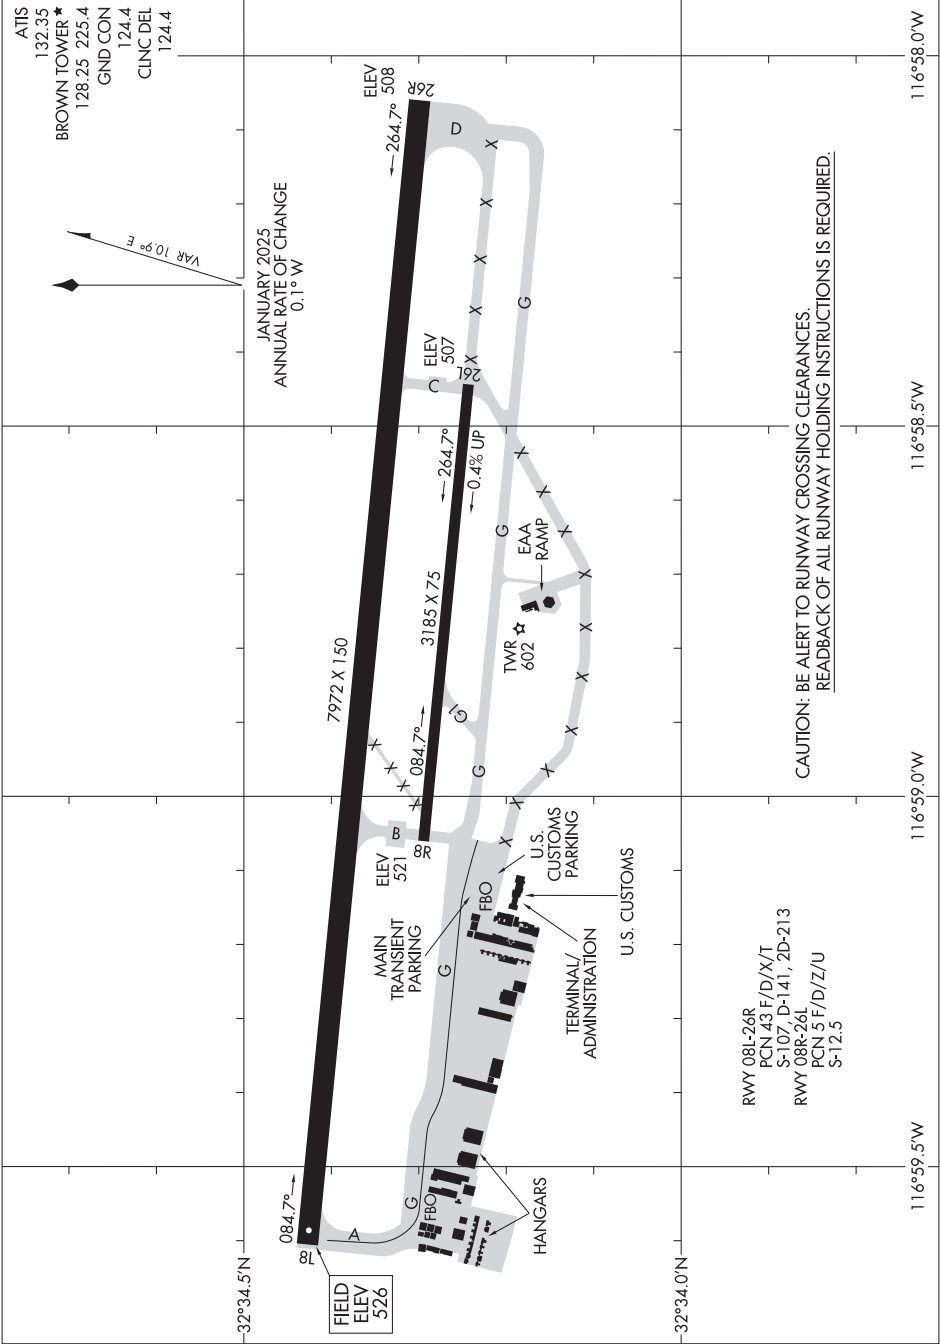 ATIS
132.35
BROWN TOWER ★
128.25 225.4
GND CON
124.4
CLNC DEL
124.4
VAR 10.9° E
JANUARY 2025
ANNUAL RATE OF CHANGE
0.1° W
ELEV
508
26R
264.7°
D
7972 X 150
C
ELEV
507
26L
264.7°
0.4% UP
3185 X 75
G
G
EAA
RAMP
TWR
602
G1
084.7°
G
8R
B
ELEV
521
U.S.
CUSTOMS
PARKING
FBO
MAIN
TRANSIENT
PARKING
G
TERMINAL/
ADMINISTRATION
U.S. CUSTOMS
084.7°
8L
A
G
FBO
HANGARS
FIELD
ELEV
526
X X X X
X X X X X
X X X X X X X X X X X
32°34.5'N
32°34.0'N
116°59.5'W
116°59.0'W
116°58.5'W
116°58.0'W
RWY 08L-26R
PCN 43 F/D/X/T
S-107, D-141, 2D-213
RWY 08R-26L
PCN 5 F/D/Z/U
S-12.5
CAUTION: BE ALERT TO RUNWAY CROSSING CLEARANCES.
READBACK OF ALL RUNWAY HOLDING INSTRUCTIONS IS REQUIRED.